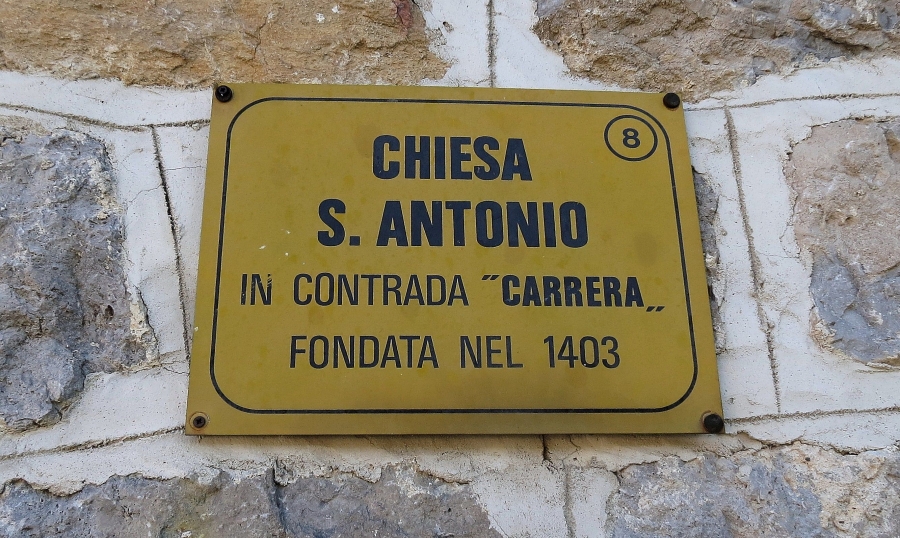 8
CHIESA
S. ANTONIO
IN CONTRADA "CARRERA„
FONDATA NEL 1403